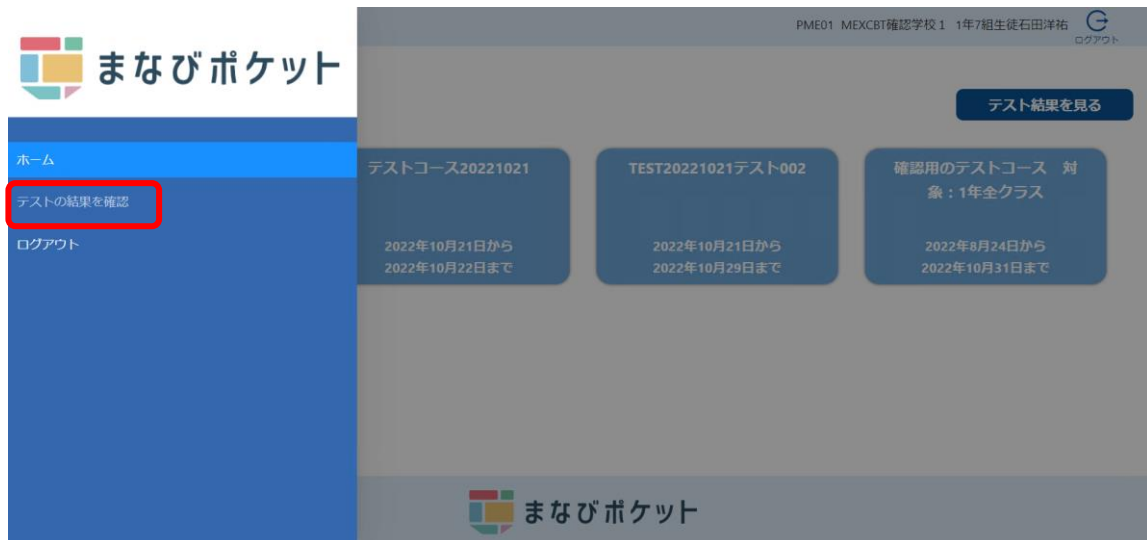 まなびポケット
PME01 MEXCBT確認学校1 1年7組生徒石田洋祐
ログアウト
テスト結果を見る
ホーム
テストの結果を確認
ログアウト
テストコース20221021
2022年10月21日から
2022年10月22日まで
TEST20221021テスト002
2022年10月21日から
2022年10月29日まで
確認用のテストコース 対
象:1年全クラス
2022年8月24日から
2022年10月31日まで
まなびポケット